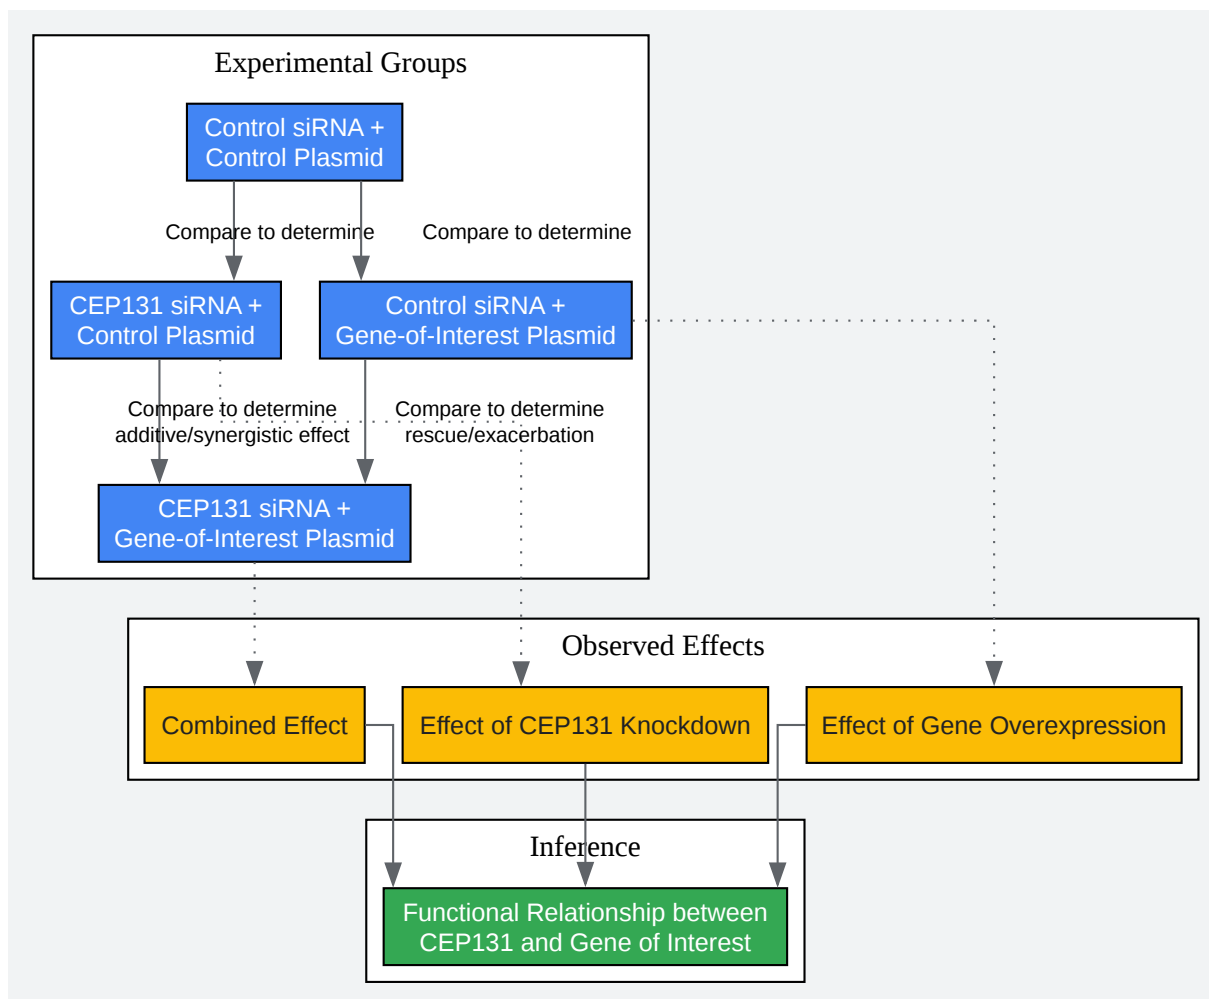 Experimental Groups
Control siRNA +
Control Plasmid
Compare to determine
Compare to determine
CEP131 siRNA +
Control Plasmid
Control siRNA +
Gene-of-Interest Plasmid
Compare to determine
additive/synergistic effect
Compare to determine
rescue/exacerbation
CEP131 siRNA +
Gene-of-Interest Plasmid
Observed Effects
Combined Effect
Effect of CEP131 Knockdown
Effect of Gene Overexpression
Inference
Functional Relationship between
CEP131 and Gene of Interest